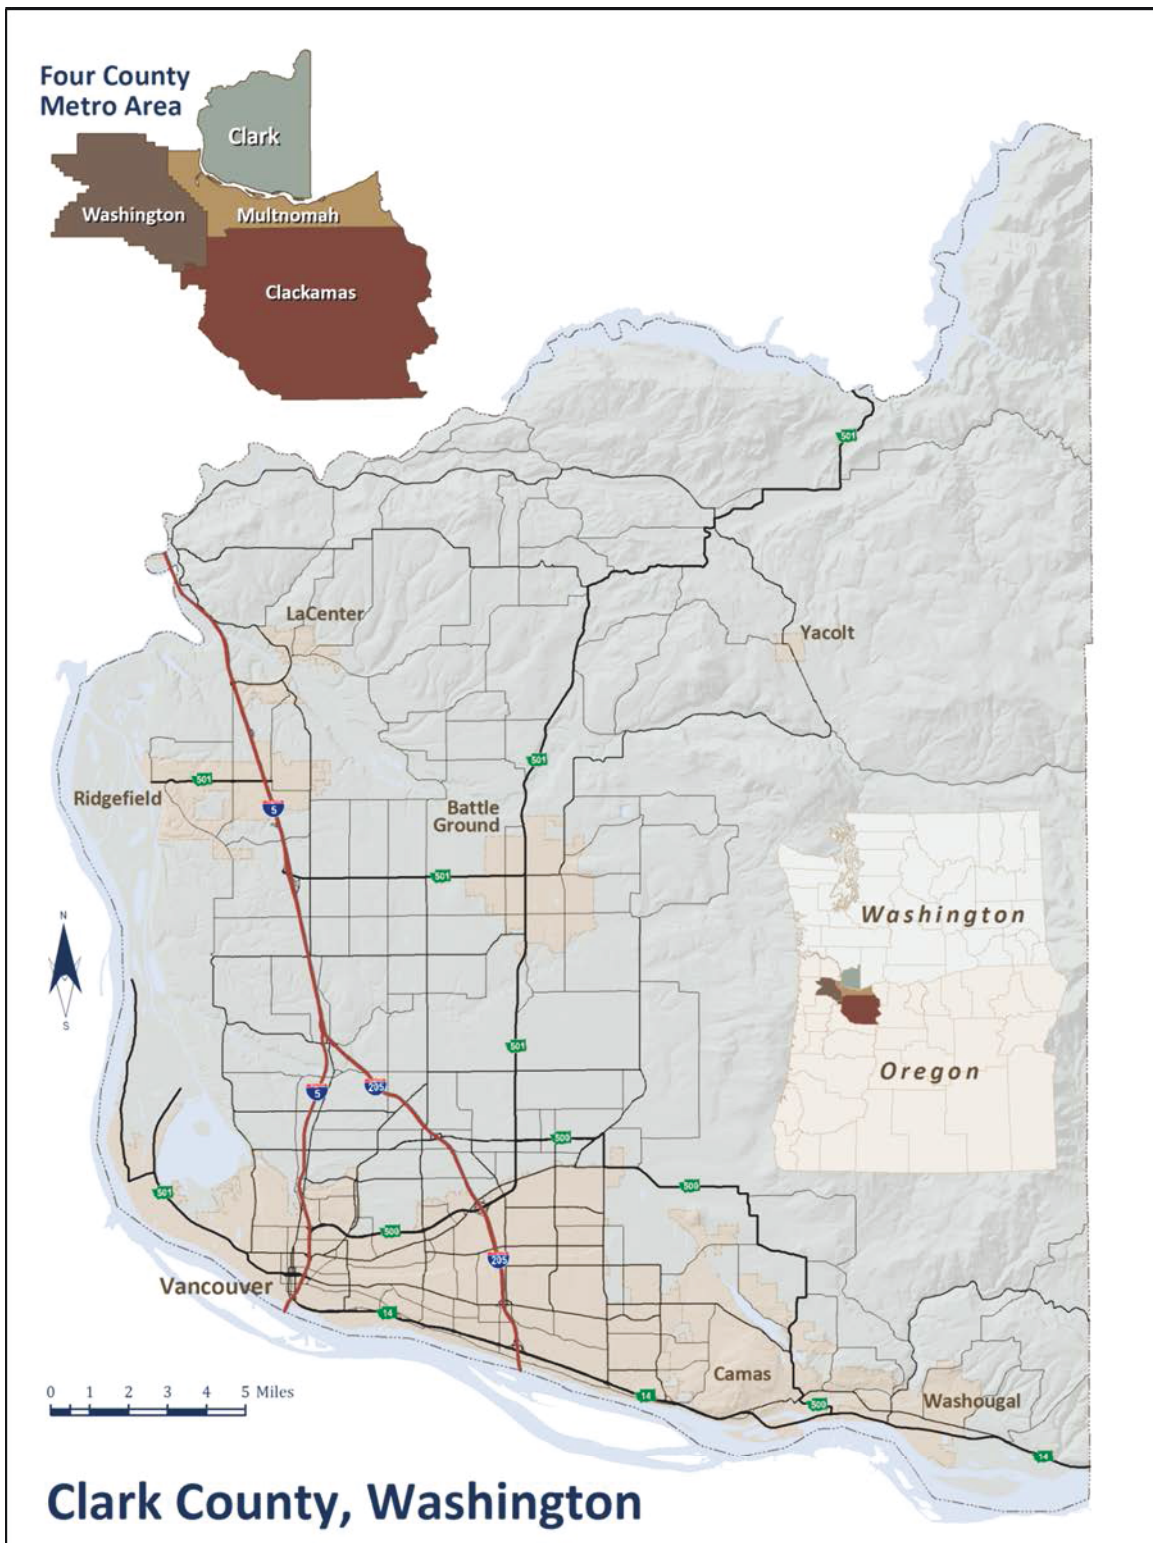 Four County
Metro Area
Clark
Washington
Multnomah
Clackamas
501
LaCenter
Yacolt
501
501
Ridgefield
5
Battle
Ground
501
Washington
N
S
501
Oregon
5
205
500
500
501
500
205
Vancouver
14
Camas
0 1 2 3 4 5 Miles
14
500
Washougal
14
Clark County, Washington